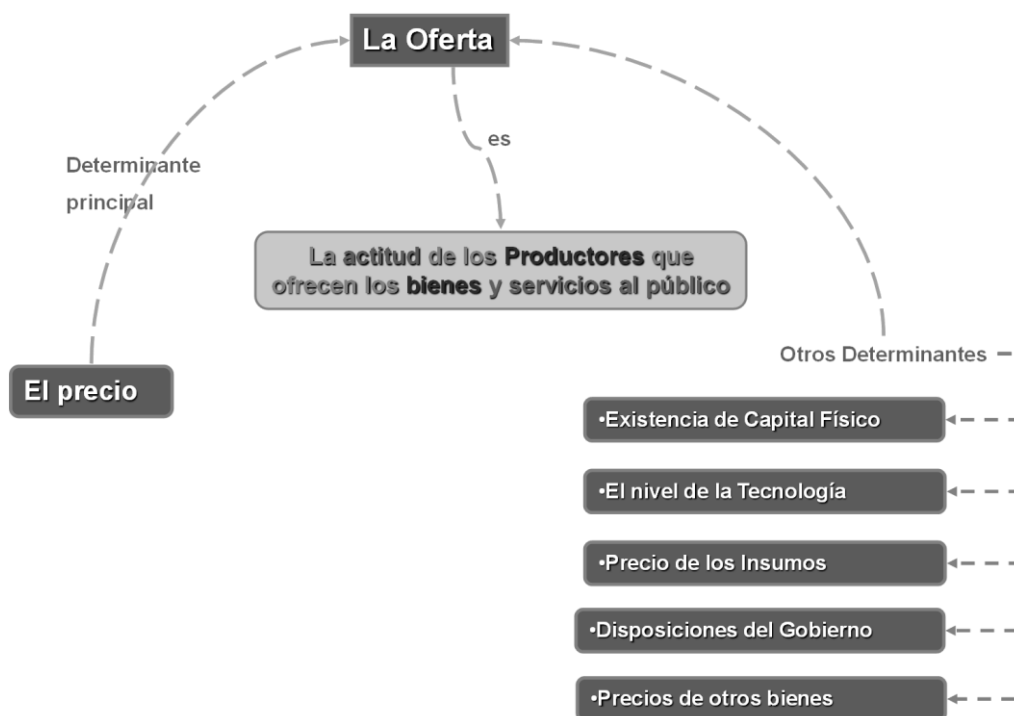 La Oferta
es
Determinante
principal
La actitud de los Productores que
ofrecen los bienes y servicios al público
Otros Determinantes
El precio
•Existencia de Capital Físico
•El nivel de la Tecnología
•Precio de los Insumos
•Disposiciones del Gobierno
•Precios de otros bienes